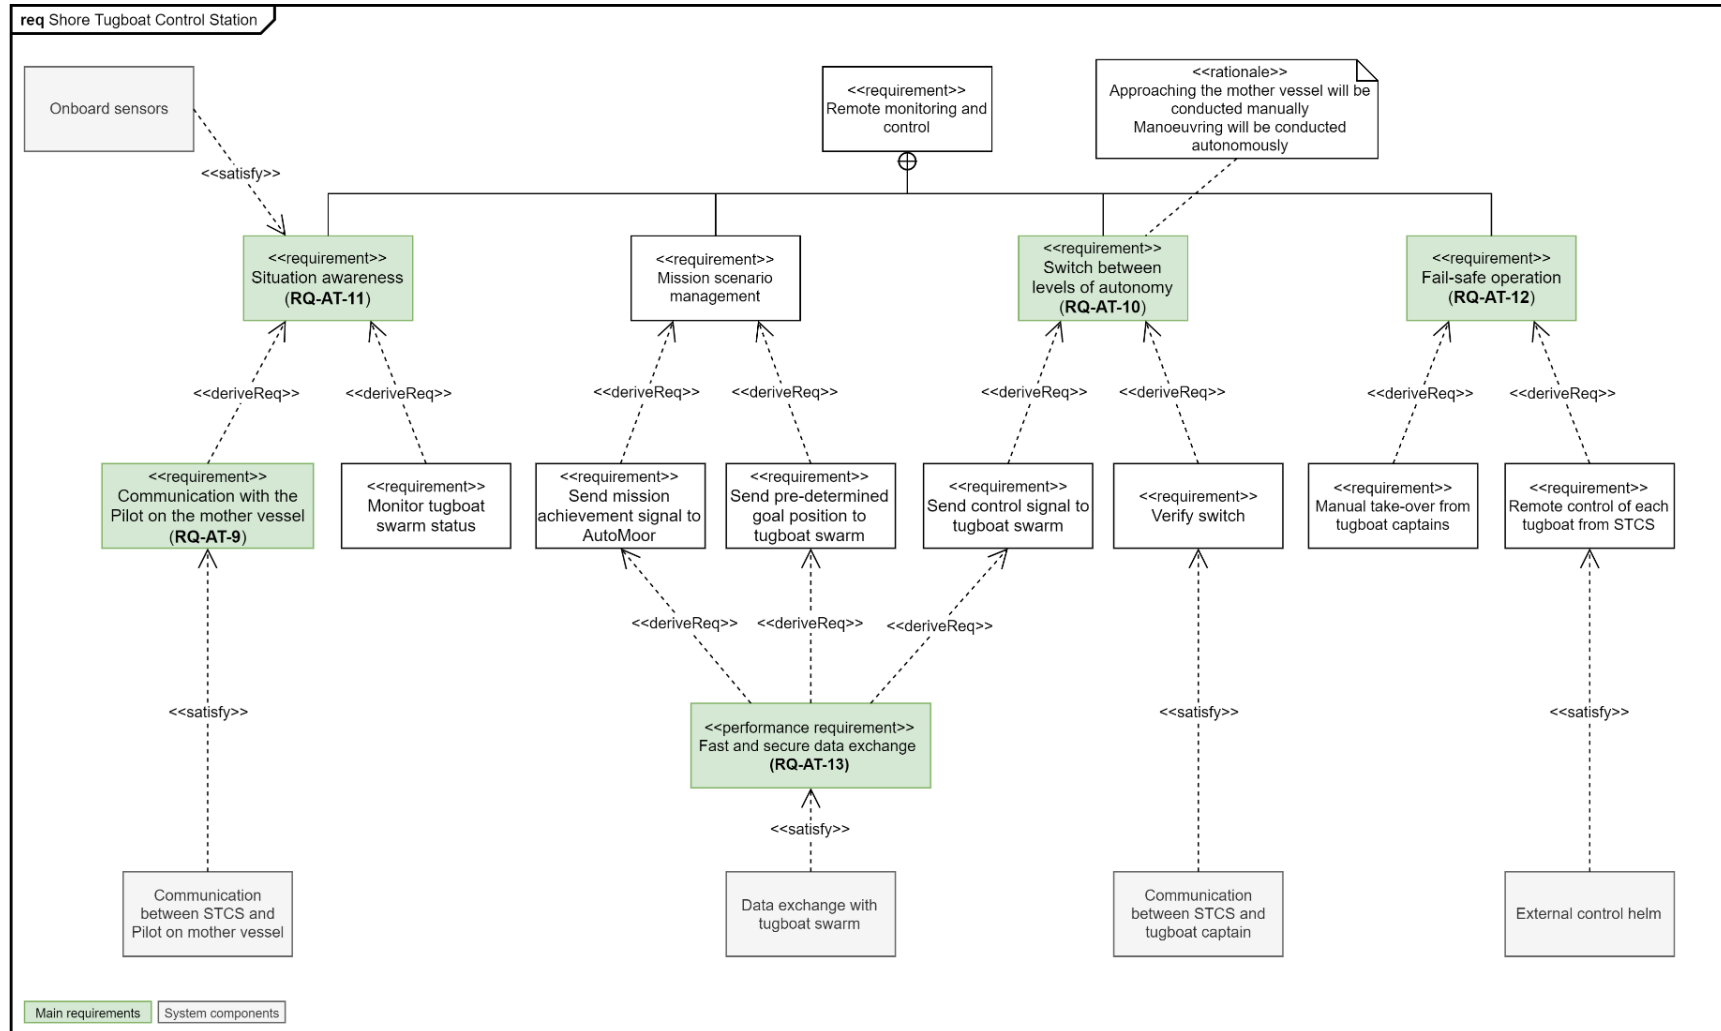 req Shore Tugboat Control Station
Onboard sensors
<<requirement>>
Remote monitoring and
control
<<rationale>>
Approaching the mother vessel will be
conducted manually
Manoeuvring will be conducted
autonomously
<<satisfy>>
<<requirement>>
Situation awareness
(RQ-AT-11)
<<requirement>>
Mission scenario
management
<<requirement>>
Switch between
levels of autonomy
(RQ-AT-10)
<<requirement>>
Fail-safe operation
(RQ-AT-12)
<<deriveReq>>
<<deriveReq>>
<<deriveReq>>
<<deriveReq>>
<<deriveReq>>
<<deriveReq>>
<<deriveReq>>
<<deriveReq>>
<<requirement>>
Communication with the
Pilot on the mother vessel
(RQ-AT-9)
<<requirement>>
Monitor tugboat
swarm status
<<requirement>>
Send mission
achievement signal to
AutoMoor
<<requirement>>
Send pre-determined
goal position to
tugboat swarm
<<requirement>>
Send control signal to
tugboat swarm
<<requirement>>
Verify switch
<<requirement>>
Manual take-over from
tugboat captains
<<requirement>>
Remote control of each
tugboat from STCS
<<deriveReq>>
<<deriveReq>>
<<deriveReq>>
<<satisfy>>
<<performance requirement>>
Fast and secure data exchange
(RQ-AT-13)
<<satisfy>>
<<satisfy>>
<<satisfy>>
Communication
between STCS and
Pilot on mother vessel
Data exchange with
tugboat swarm
Communication
between STCS and
tugboat captain
External control helm
Main requirements
System components